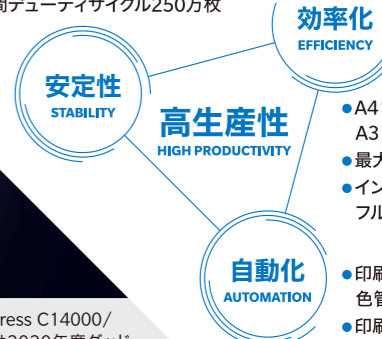 デューティサイクル250万枚
効率化
EFFICIENCY
安定性
STABILITY
高生産性
HIGH PRODUCTIVITY
●A4
A3
●最大
●イン
フル
自動化
AUTOMATION
●印刷
色管
●印刷
ress C14000/
2020年度グッド